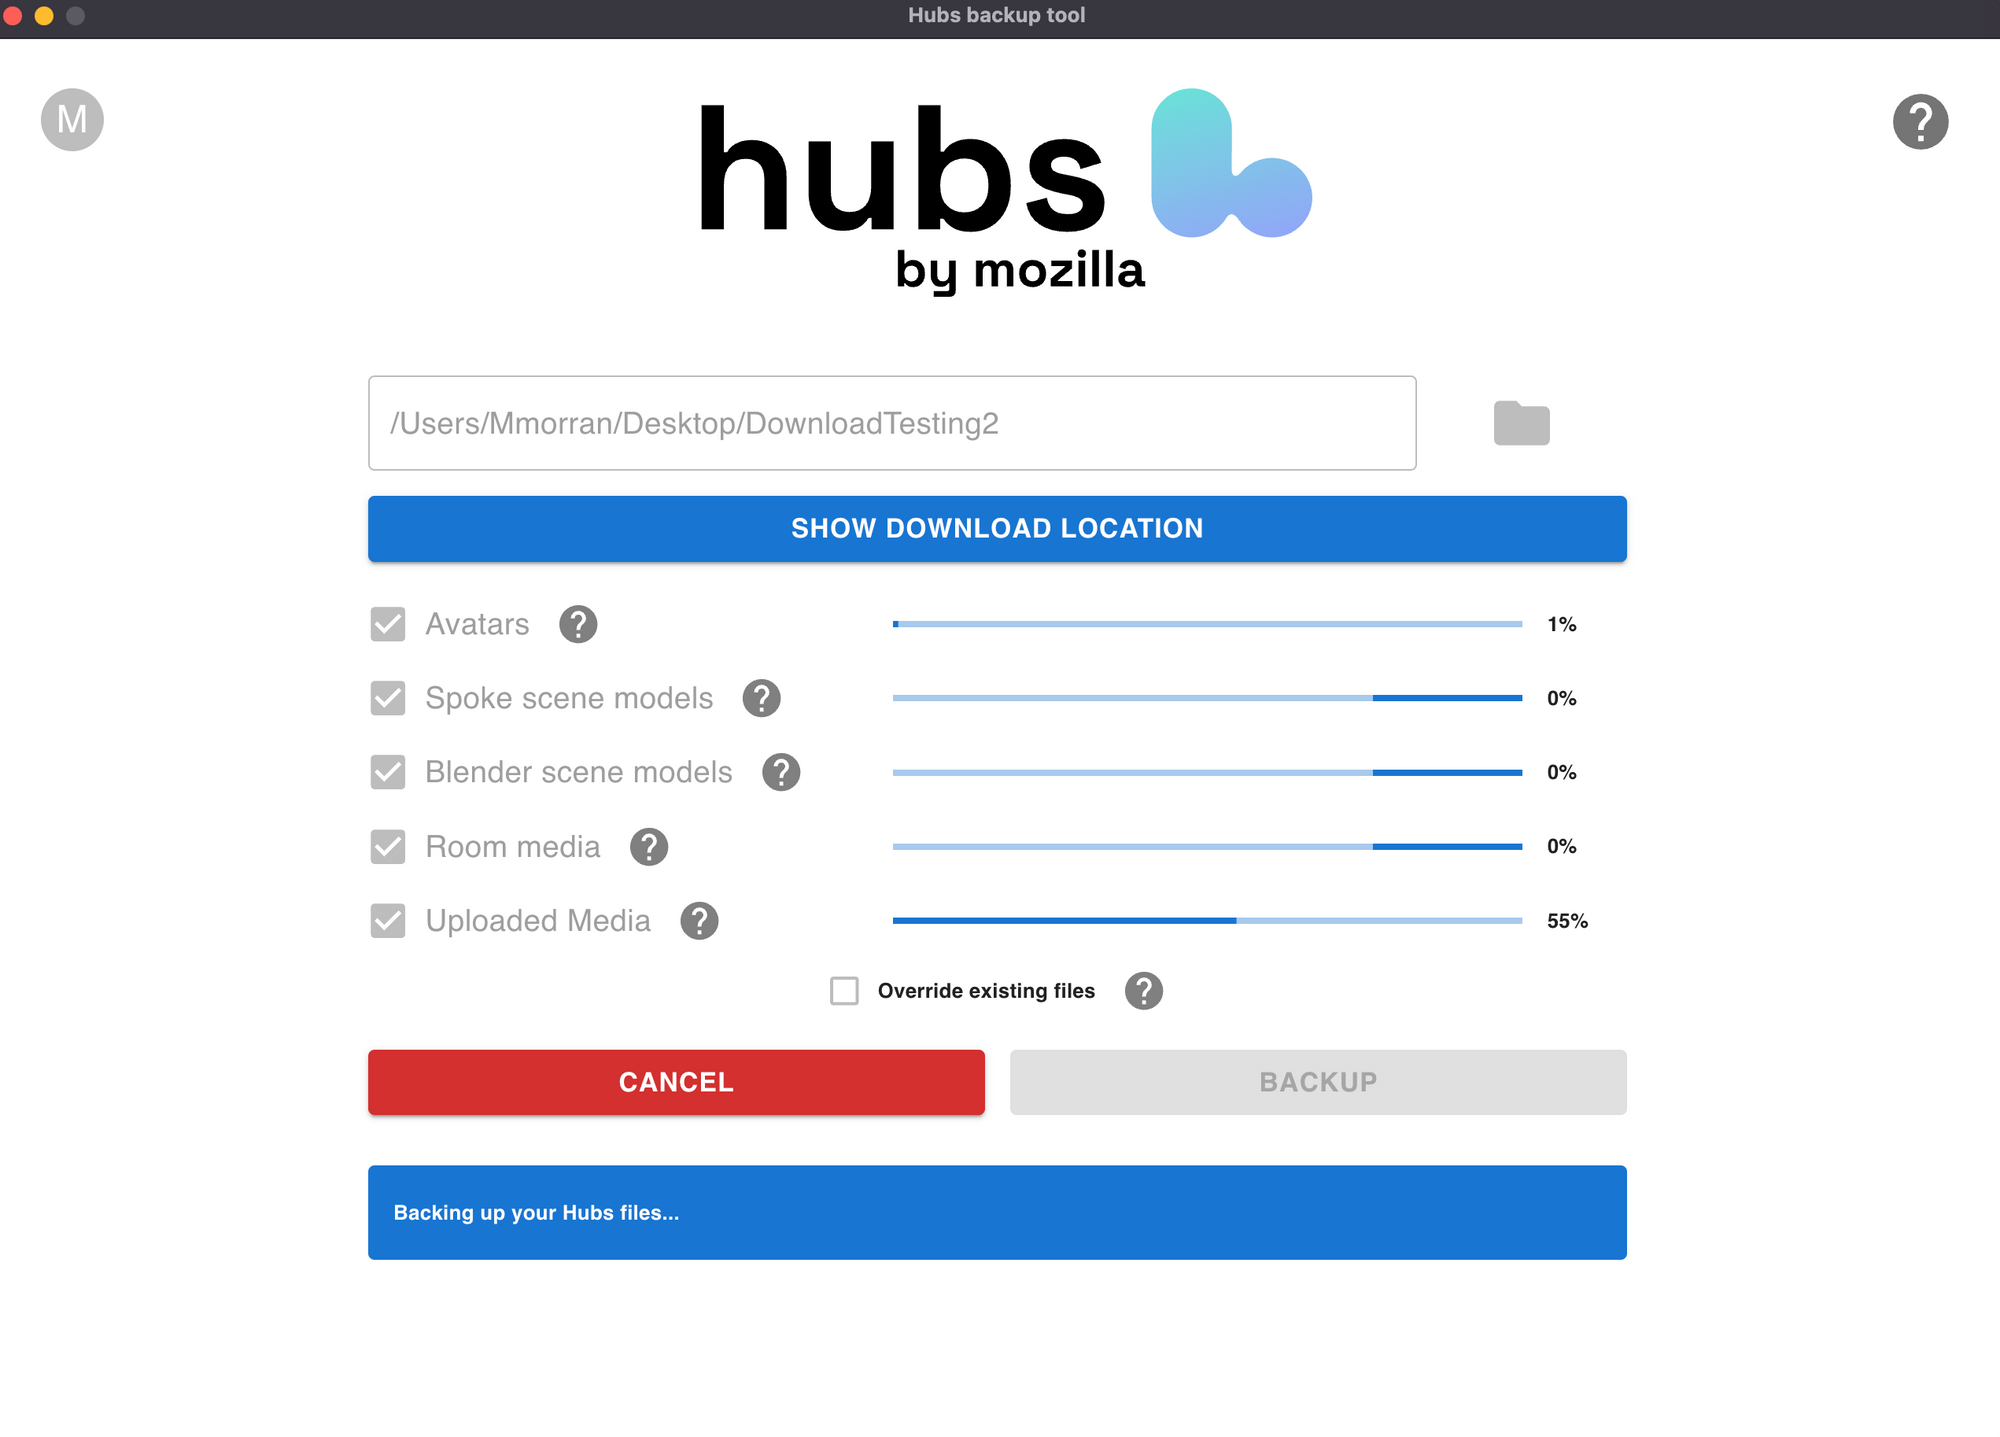 Hubs backup tool
M
?
hubs
by mozilla
/Users/Mmorran/Desktop/DownloadTesting2
SHOW DOWNLOAD LOCATION
Avatars ? 1%
Spoke scene models ? 0%
Blender scene models ? 0%
Room media ? 0%
Uploaded Media ? 55%
Override existing files ?
CANCEL
BACKUP
Backing up your Hubs files...